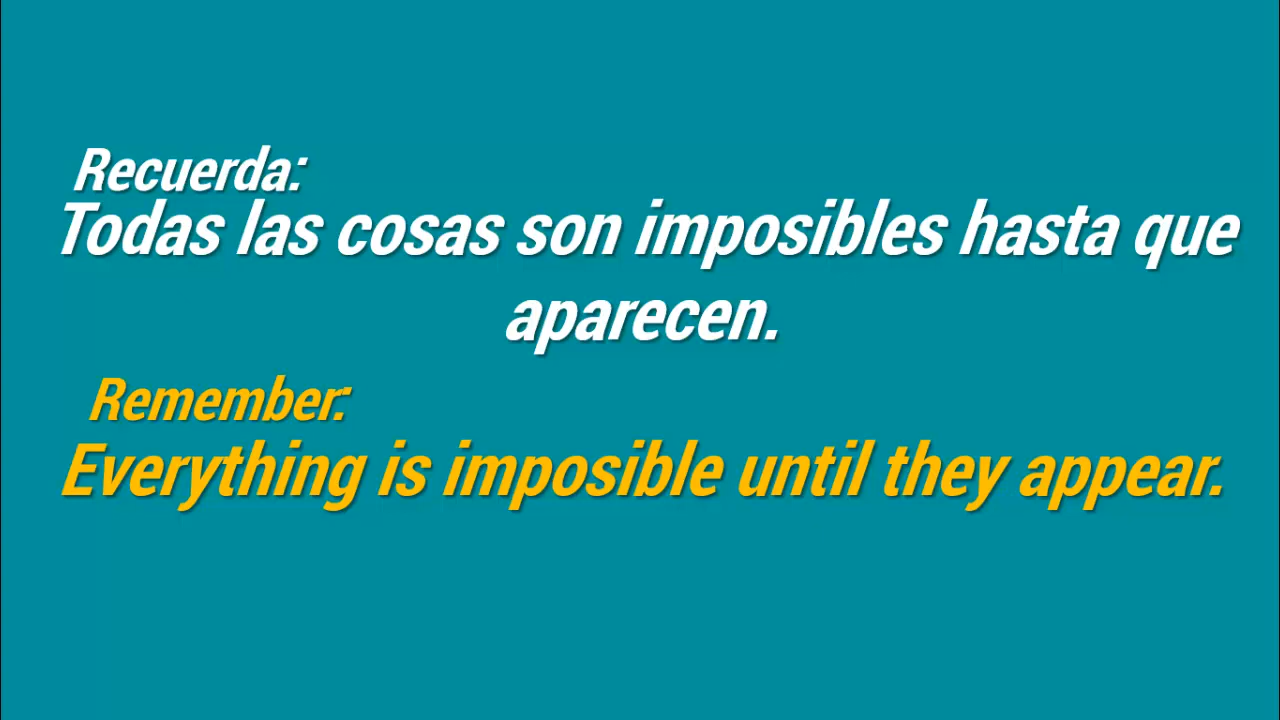 Recuerda:
Todas las cosas son imposibles hasta que
aparecen.
Remember:
Everything is imposible until they appear.